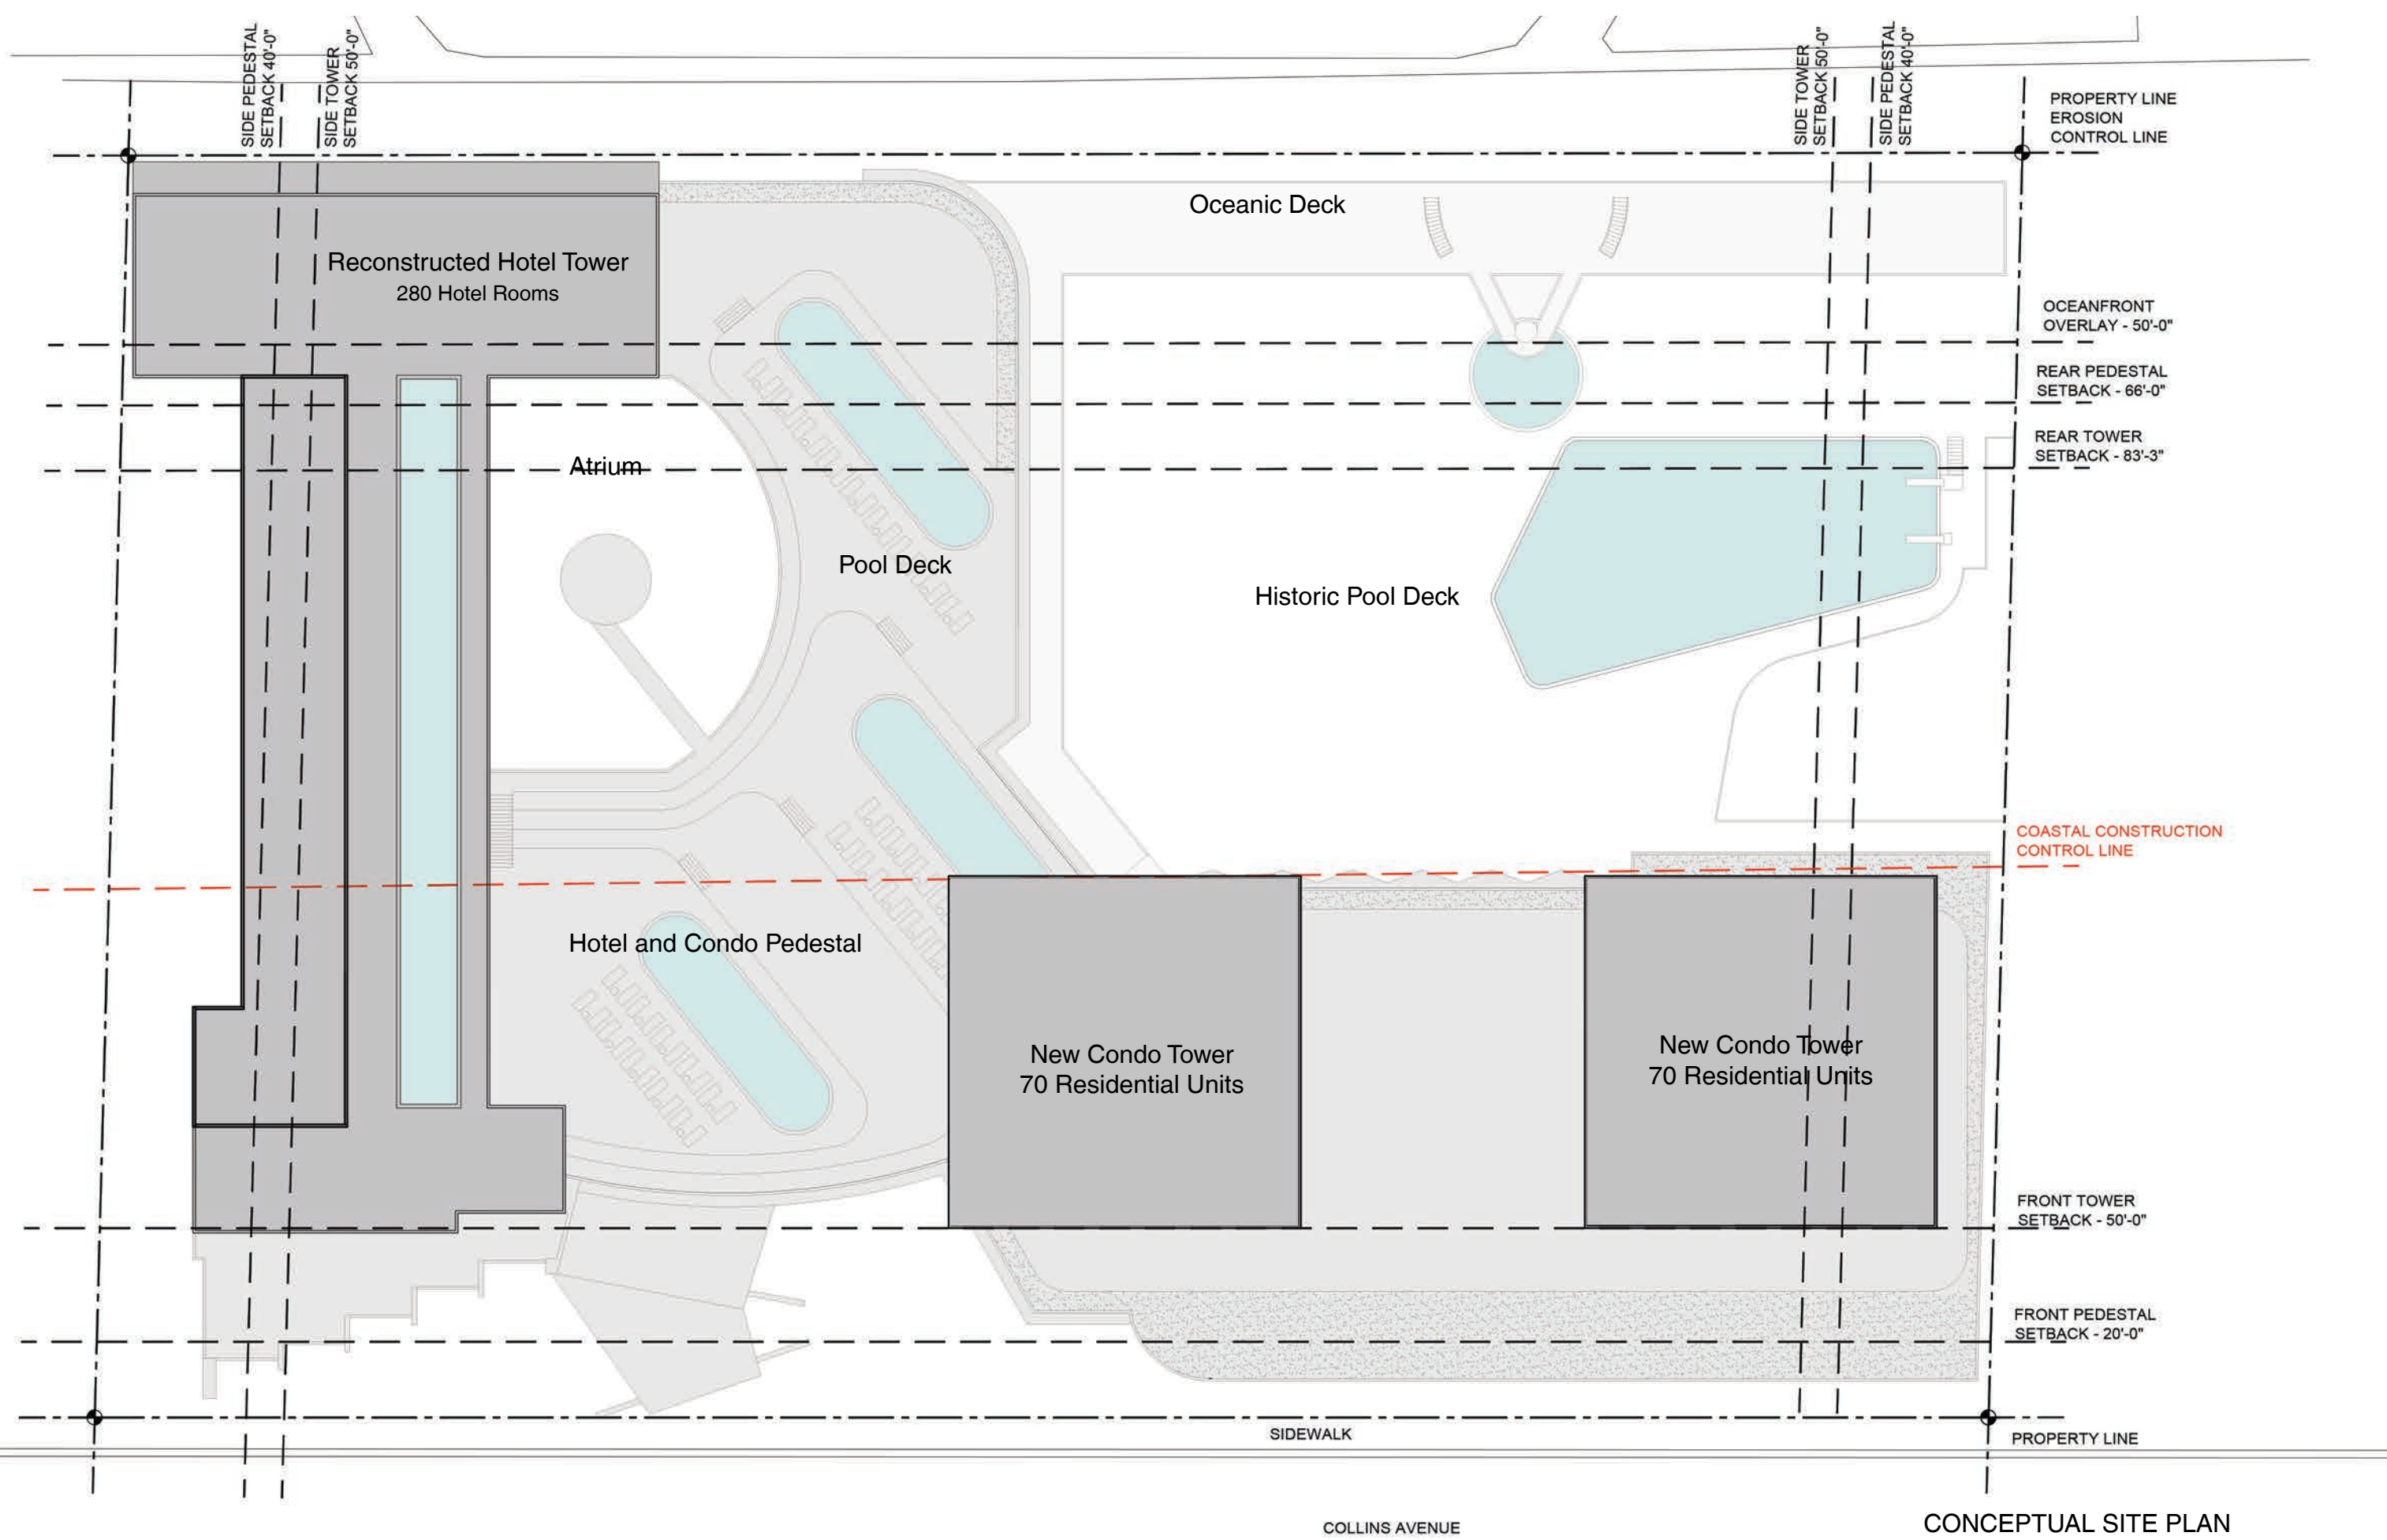 SIDE PEDESTAL
SETBACK 40'-0"
SIDE TOWER
SETBACK 50'-0"
SIDE TOWER
SETBACK 50'-0"
SIDE PEDESTAL
SETBACK 40'-0"
PROPERTY LINE
EROSION
CONTROL LINE
Oceanic Deck
Reconstructed Hotel Tower
280 Hotel Rooms
OCEANFRONT
OVERLAY - 50'-0"
REAR PEDESTAL
SETBACK - 66'-0"
REAR TOWER
SETBACK - 83'-3"
Atrium
Pool Deck
Historic Pool Deck
COASTAL CONSTRUCTION
CONTROL LINE
Hotel and Condo Pedestal
New Condo Tower
70 Residential Units
New Condo Tower
70 Residential Units
FRONT TOWER
SETBACK - 50'-0"
FRONT PEDESTAL
SETBACK - 20'-0"
SIDEWALK
PROPERTY LINE
COLLINS AVENUE
CONCEPTUAL SITE PLAN